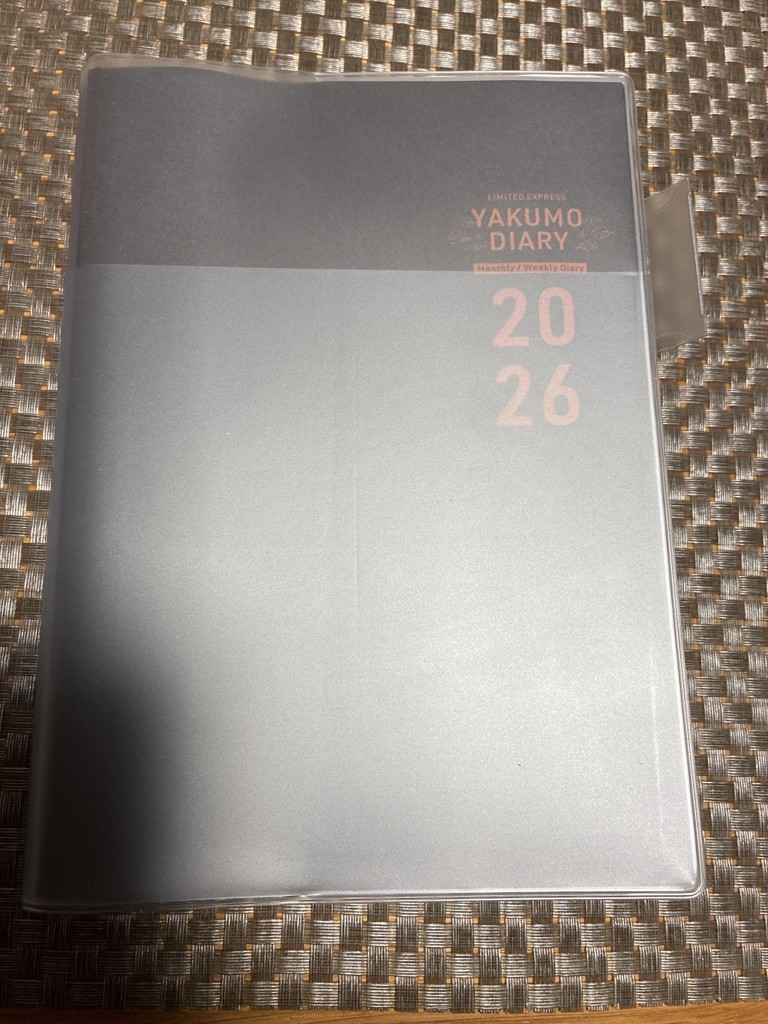 LIMITED EXPRESS
YAKUMO
DIARY
Monthly / Weekly Diary
20
26